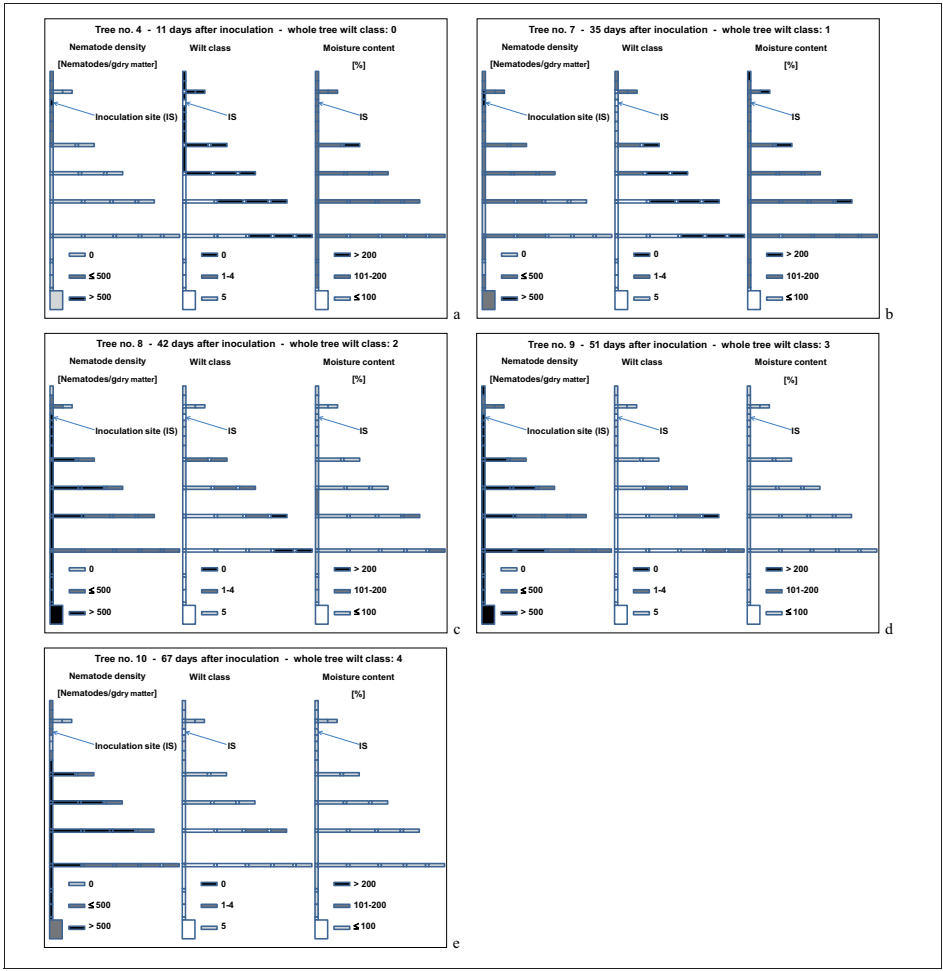 Tree no. 4 - 11 days after inoculation - whole tree wilt class: 0
Nematode density Wilt class Moisture content
[Nematodes/gdry matter] [%]
Inoculation site (IS) IS IS
0 0 > 200
≤ 500 1-4 101-200
> 500 5 ≤ 100
a
Tree no. 7 - 35 days after inoculation - whole tree wilt class: 1
Nematode density Wilt class Moisture content
[Nematodes/gdry matter] [%]
Inoculation site (IS) IS IS
0 0 > 200
≤ 500 1-4 101-200
> 500 5 ≤ 100
b
Tree no. 8 - 42 days after inoculation - whole tree wilt class: 2
Nematode density Wilt class Moisture content
[Nematodes/gdry matter] [%]
Inoculation site (IS) IS IS
0 0 > 200
≤ 500 1-4 101-200
> 500 5 ≤ 100
c
Tree no. 9 - 51 days after inoculation - whole tree wilt class: 3
Nematode density Wilt class Moisture content
[Nematodes/gdry matter] [%]
Inoculation site (IS) IS IS
0 0 > 200
≤ 500 1-4 101-200
> 500 5 ≤ 100
d
Tree no. 10 - 67 days after inoculation - whole tree wilt class: 4
Nematode density Wilt class Moisture content
[Nematodes/gdry matter] [%]
Inoculation site (IS) IS IS
0 0 > 200
≤ 500 1-4 101-200
> 500 5 ≤ 100
e